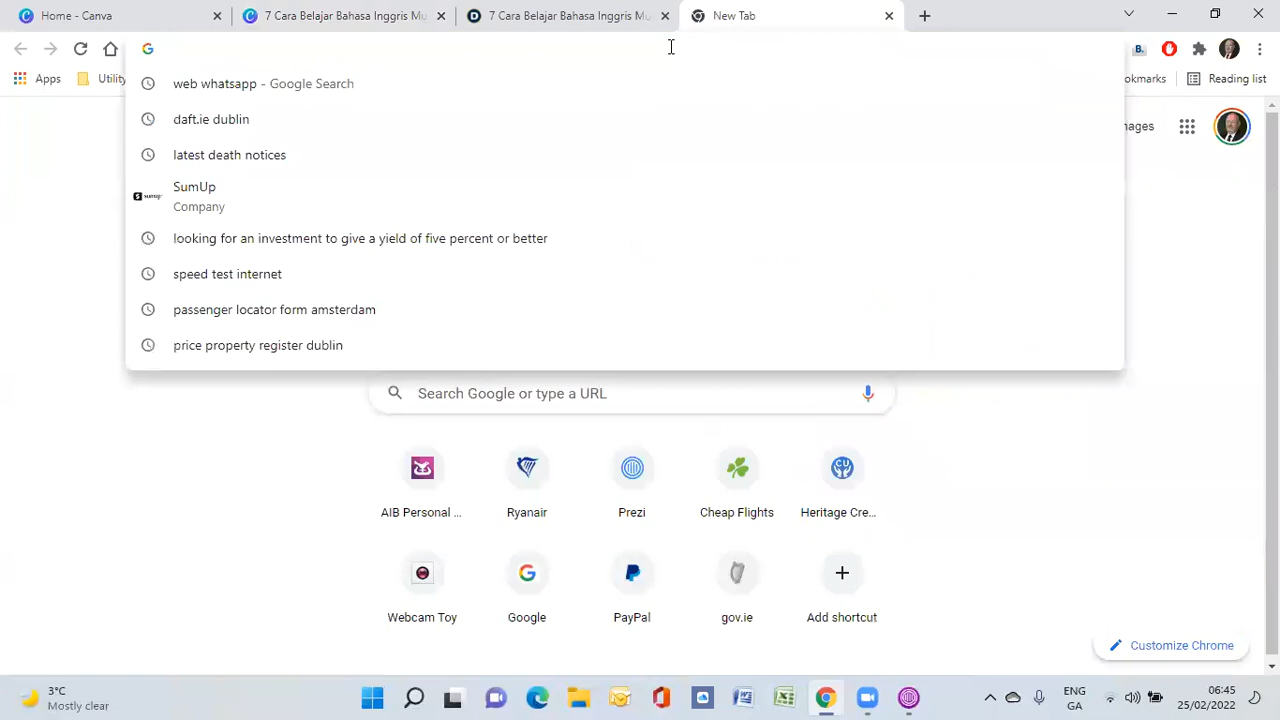 Home - Canva
7 Cara Belajar Bahasa Inggris Mu
7 Cara Belajar Bahasa Inggris Mu
New Tab
Apps
Utility
web whatsapp - Google Search
daft.ie dublin
latest death notices
SumUp
Company
looking for an investment to give a yield of five percent or better
speed test internet
passenger locator form amsterdam
price property register dublin
B.
okmarks
Reading list
mages
Search Google or type a URL
AIB Personal ...
Ryanair
Prezi
Cheap Flights
Heritage Cre...
Webcam Toy
Google
PayPal
gov.ie
Add shortcut
Customize Chrome
3°C
Mostly clear
ENG
GA
06:45
25/02/2022